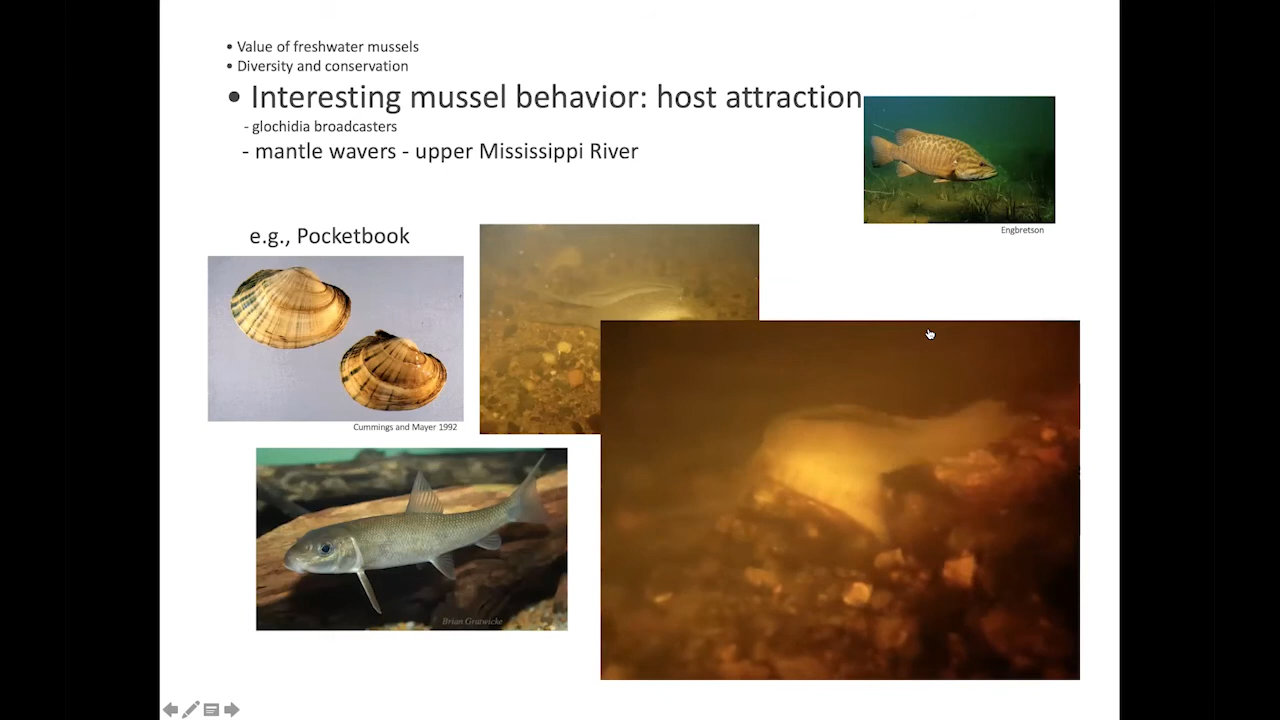 • Value of freshwater mussels
• Diversity and conservation
• Interesting mussel behavior: host attraction
- glochidia broadcasters
- mantle wavers - upper Mississippi River
Engbretson
e.g., Pocketbook
Cummings and Mayer 1992
Brian Gratwicke